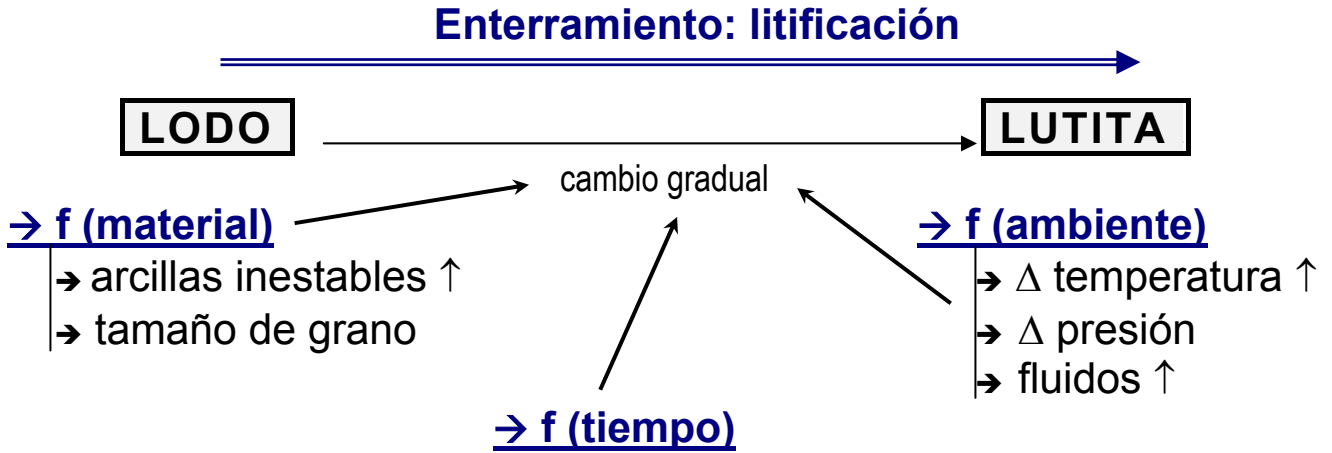 Enterramiento: litificación
LODO
LUTITA
cambio gradual
→ f (material)
→ arcillas inestables ↑
→ tamaño de grano
→ f (ambiente)
→ Δ temperatura ↑
→ Δ presión
→ fluidos ↑
→ f (tiempo)